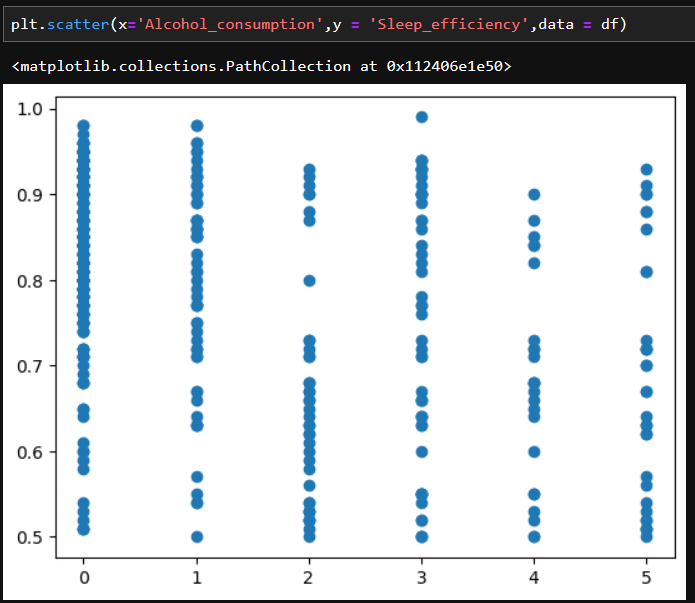 plt.scatter(x='Alcohol_consumption',y = 'Sleep_efficiency',data = df)
<matplotlib.collections.PathCollection at 0x112406e1e50>
1.0
0.9
0.8
0.7
0.6
0.5
0 1 2 3 4 5